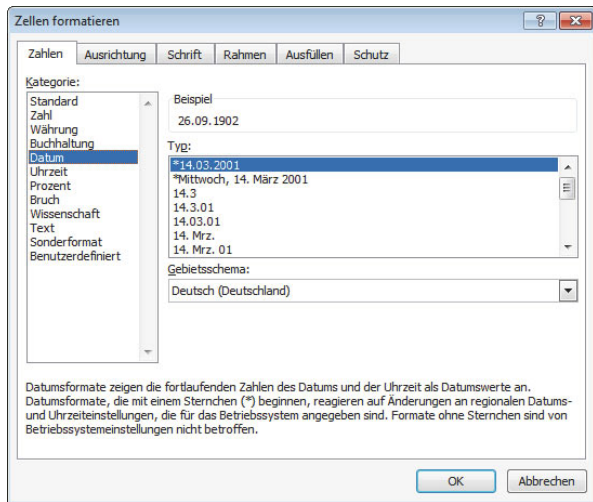 Zellen formatieren
Zahlen Ausrichtung Schrift Rahmen Ausfüllen Schutz
Kategorie:
Standard
Zahl
Währung
Buchhaltung
Datum
Uhrzeit
Prozent
Bruch
Wissenschaft
Text
Sonderformat
Benutzerdefiniert
Beispiel
26.09.1902
Typ:
*14.03.2001
*Mittwoch, 14. März 2001
14.3
14.3.01
14.03.01
14. Mrz.
14. Mrz. 01
Gebietsschema:
Deutsch (Deutschland)
Datumsformate zeigen die fortlaufenden Zahlen des Datums und der Uhrzeit als Datumswerte an.
Datumsformate, die mit einem Sternchen (*) beginnen, reagieren auf Änderungen an regionalen Datums-
und Uhrzeiteinstellungen, die für das Betriebssystem angegeben sind. Formate ohne Sternchen sind von
Betriebssystemeinstellungen nicht betroffen.
OK Abbrechen